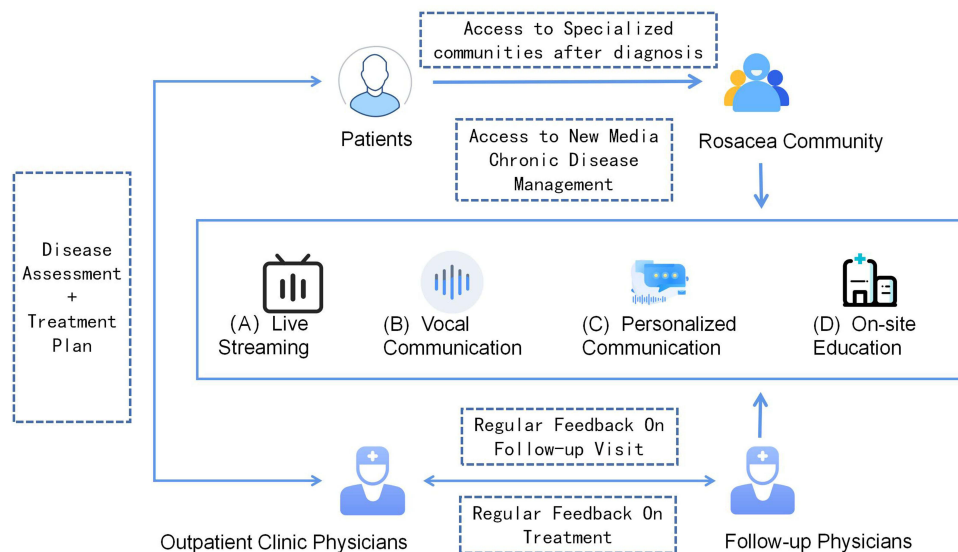 Access to Specialized
communities after diagnosis
Patients
Access to New Media
Chronic Disease
Management
Rosacea Community
Disease
Assessment
+
Treatment
Plan
(A) Live
Streaming
(B) Vocal
Communication
(C) Personalized
Communication
(D) On-site
Education
Regular Feedback On
Follow-up Visit
Regular Feedback On
Treatment
Outpatient Clinic Physicians
Follow-up Physicians